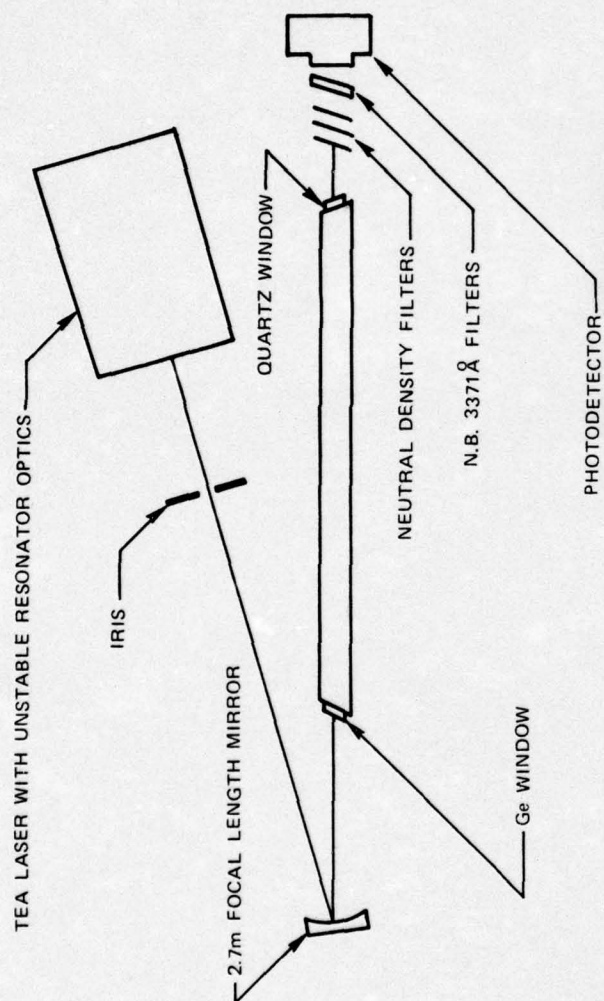 TEA LASER WITH UNSTABLE RESONATOR OPTICS
IRIS
2.7m FOCAL LENGTH MIRROR
QUARTZ WINDOW
Ge WINDOW
NEUTRAL DENSITY FILTERS
N.B. 3371Å FILTERS
PHOTODETECTOR